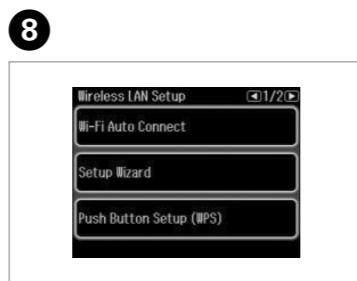 8
Wireless LAN Setup ◀1/2▶
Wi-Fi Auto Connect
Setup Wizard
Push Button Setup (WPS)